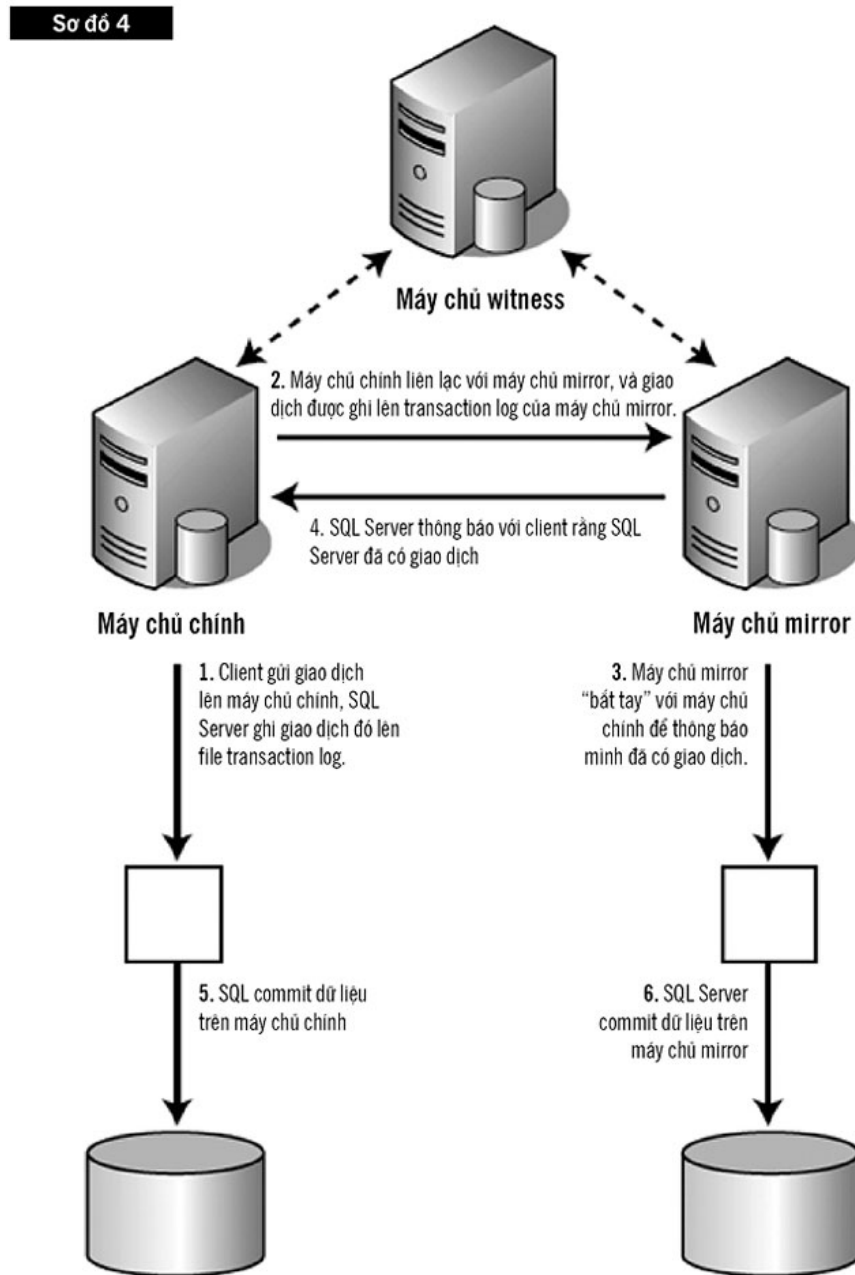 Sơ đồ 4
Máy chủ witness
2. Máy chủ chính liên lạc với máy chủ mirror, và giao
dịch được ghi lên transaction log của máy chủ mirror.
4. SQL Server thông báo với client rằng SQL
Server đã có giao dịch
Máy chủ chính
Máy chủ mirror
1. Client gửi giao dịch
lên máy chủ chính, SQL
Server ghi giao dịch đó lên
file transaction log.
3. Máy chủ mirror
“bắt tay” với máy chủ
chính để thông báo
mình đã có giao dịch.
5. SQL commit dữ liệu
trên máy chủ chính
6. SQL Server
commit dữ liệu trên
máy chủ mirror